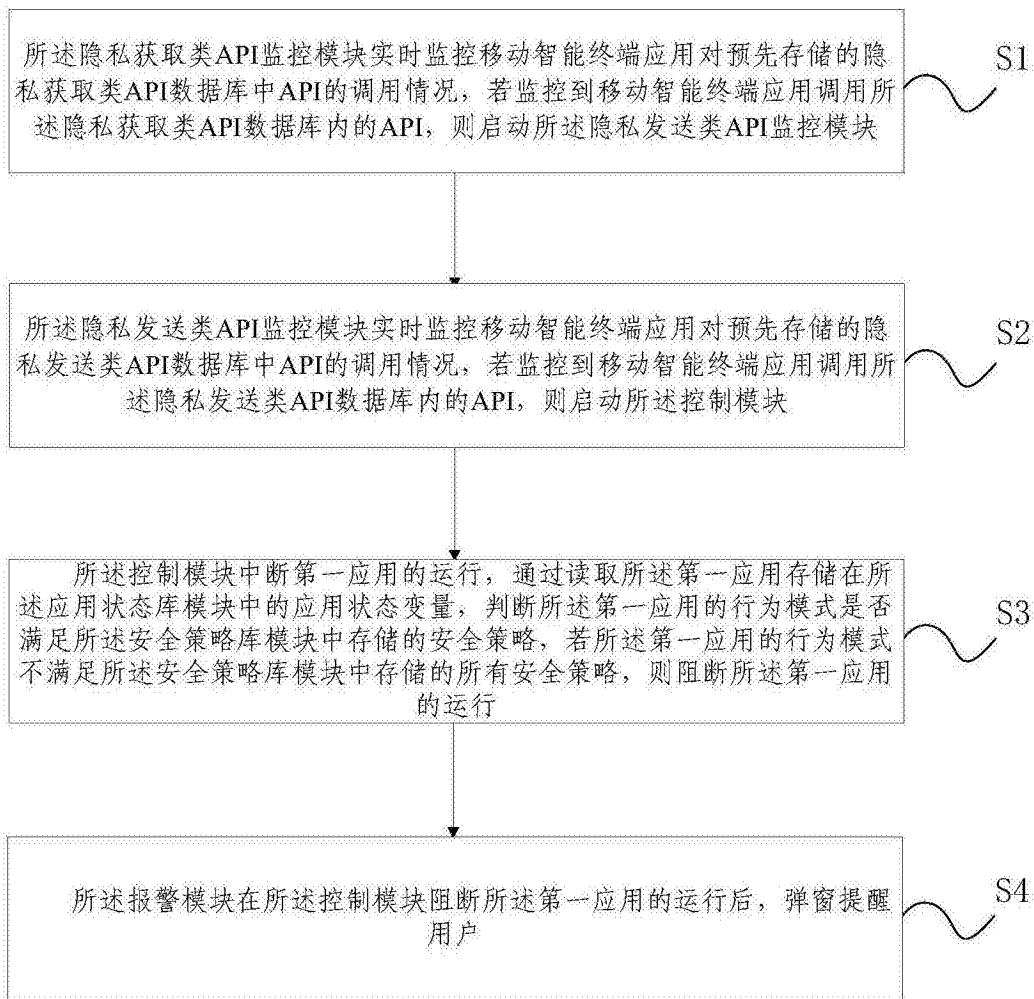 所述隐私获取类API监控模块实时监控移动智能终端应用对预先存储的隐
私获取类API数据库中API的调用情况，若监控到移动智能终端应用调用所
述隐私获取类API数据库内的API，则启动所述隐私发送类API监控模块
S1
所述隐私发送类API监控模块实时监控移动智能终端应用对预先存储的隐
私发送类API数据库中API的调用情况，若监控到移动智能终端应用调用所
述隐私发送类API数据库内的API，则启动所述控制模块
S2
所述控制模块中断第一应用的运行，通过读取所述第一应用存储在所
述应用状态库模块中的应用状态变量，判断所述第一应用的行为模式是否
满足所述安全策略库模块中存储的安全策略，若所述第一应用的行为模式
不满足所述安全策略库模块中存储的所有安全策略，则阻断所述第一应用
的运行
S3
所述报警模块在所述控制模块阻断所述第一应用的运行后，弹窗提醒
用户
S4